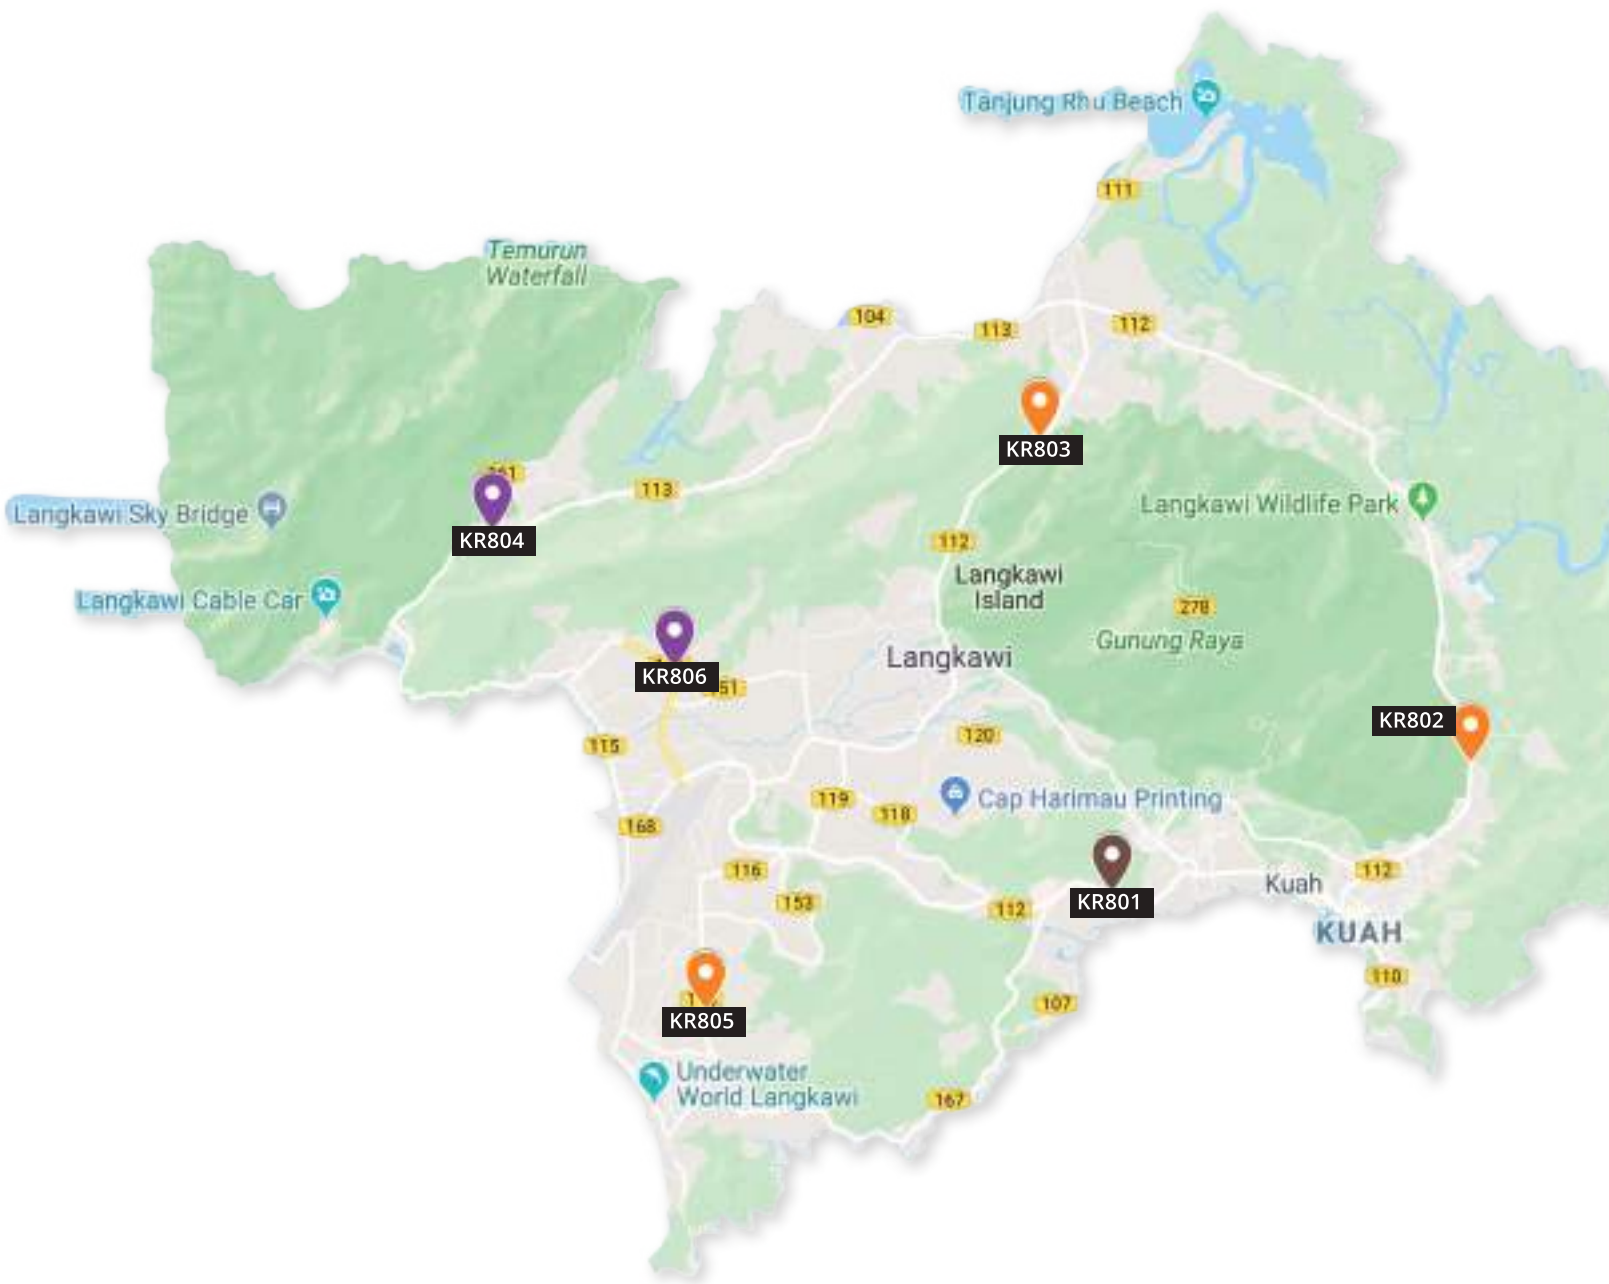 Tanjung Rhu Beach
111
Temurun
Waterfall
104
113
112
KR803
113
Langkawi Sky Bridge
KR804
Langkawi Wildlife Park
112
Langkawi
Island
278
Langkawi Cable Car
Gunung Raya
Langkawi
KR806
KR802
120
115
119
118
Cap Harimau Printing
168
116
153
112
KR801
Kuah
112
KUAH
110
107
KR805
Underwater
World Langkawi
167